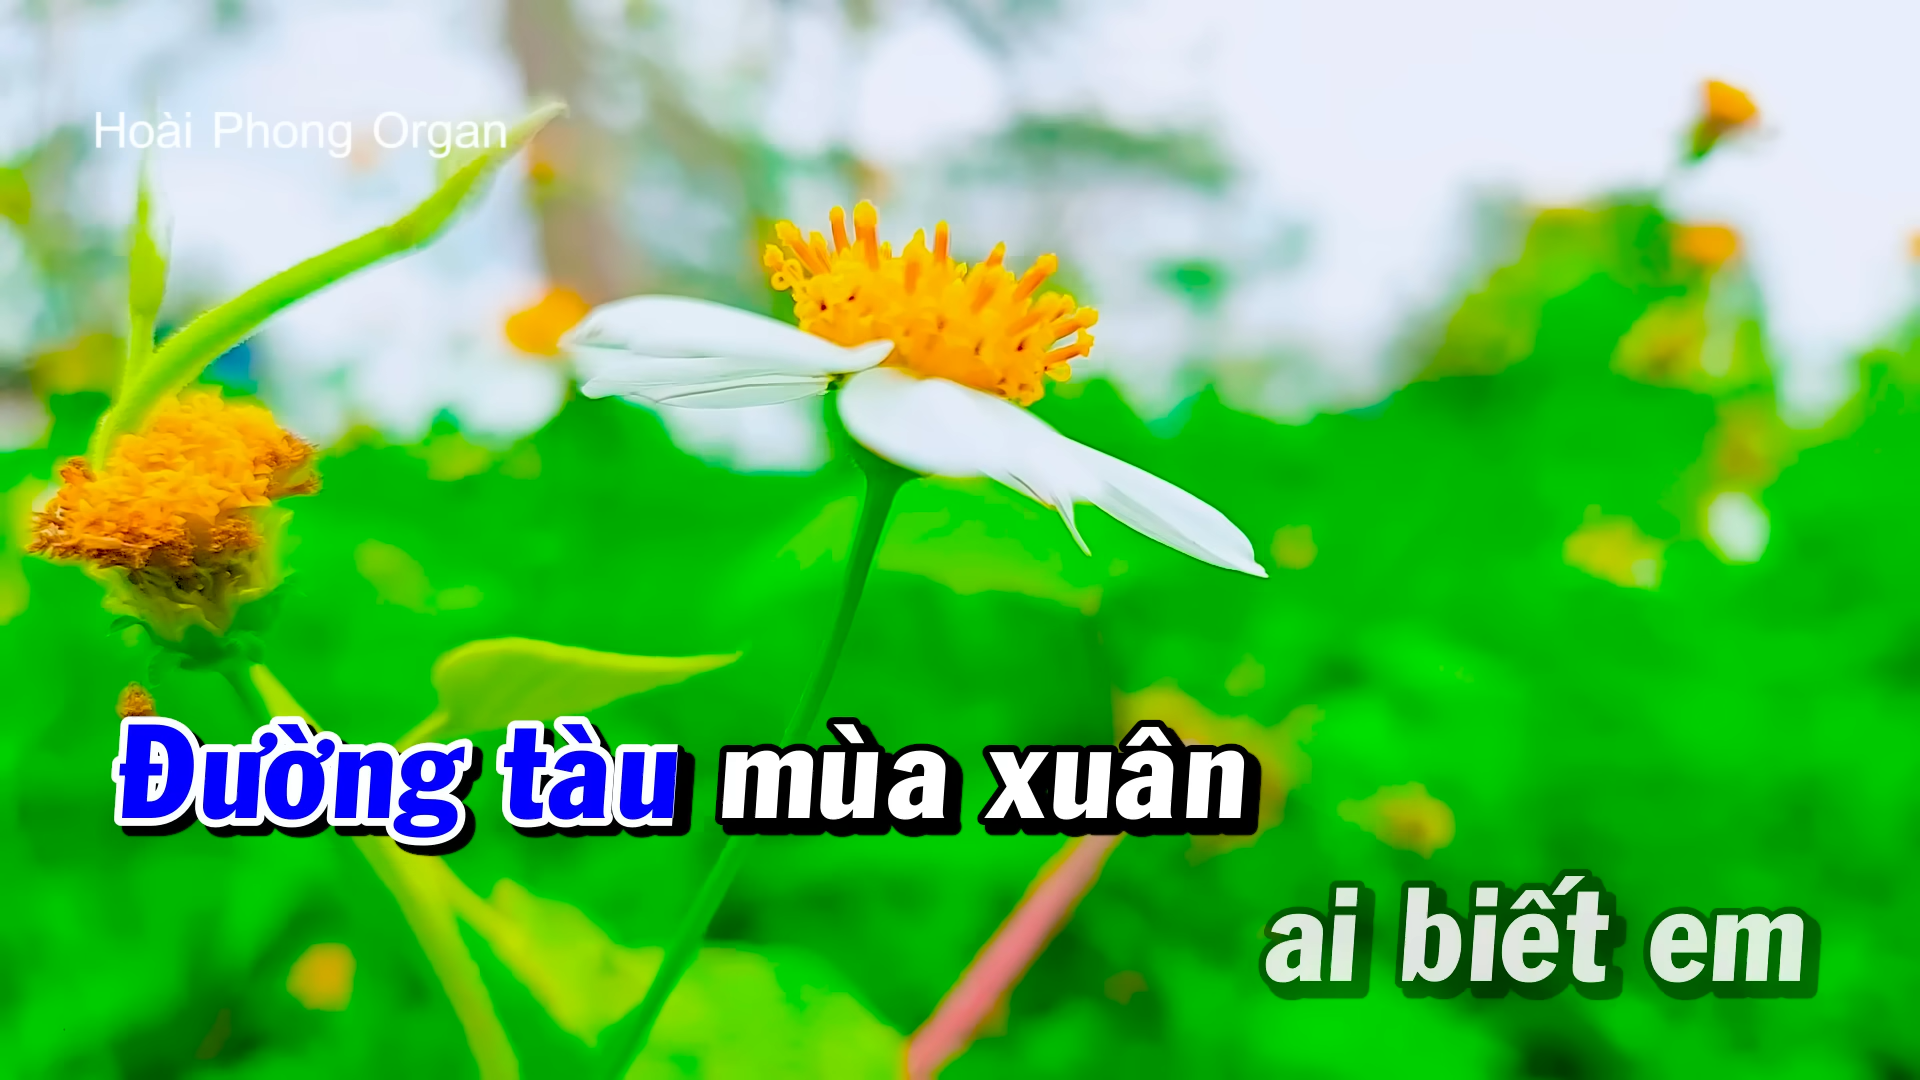 Hoài Phong Organ
Đường tàu mùa xuân
ai biết em